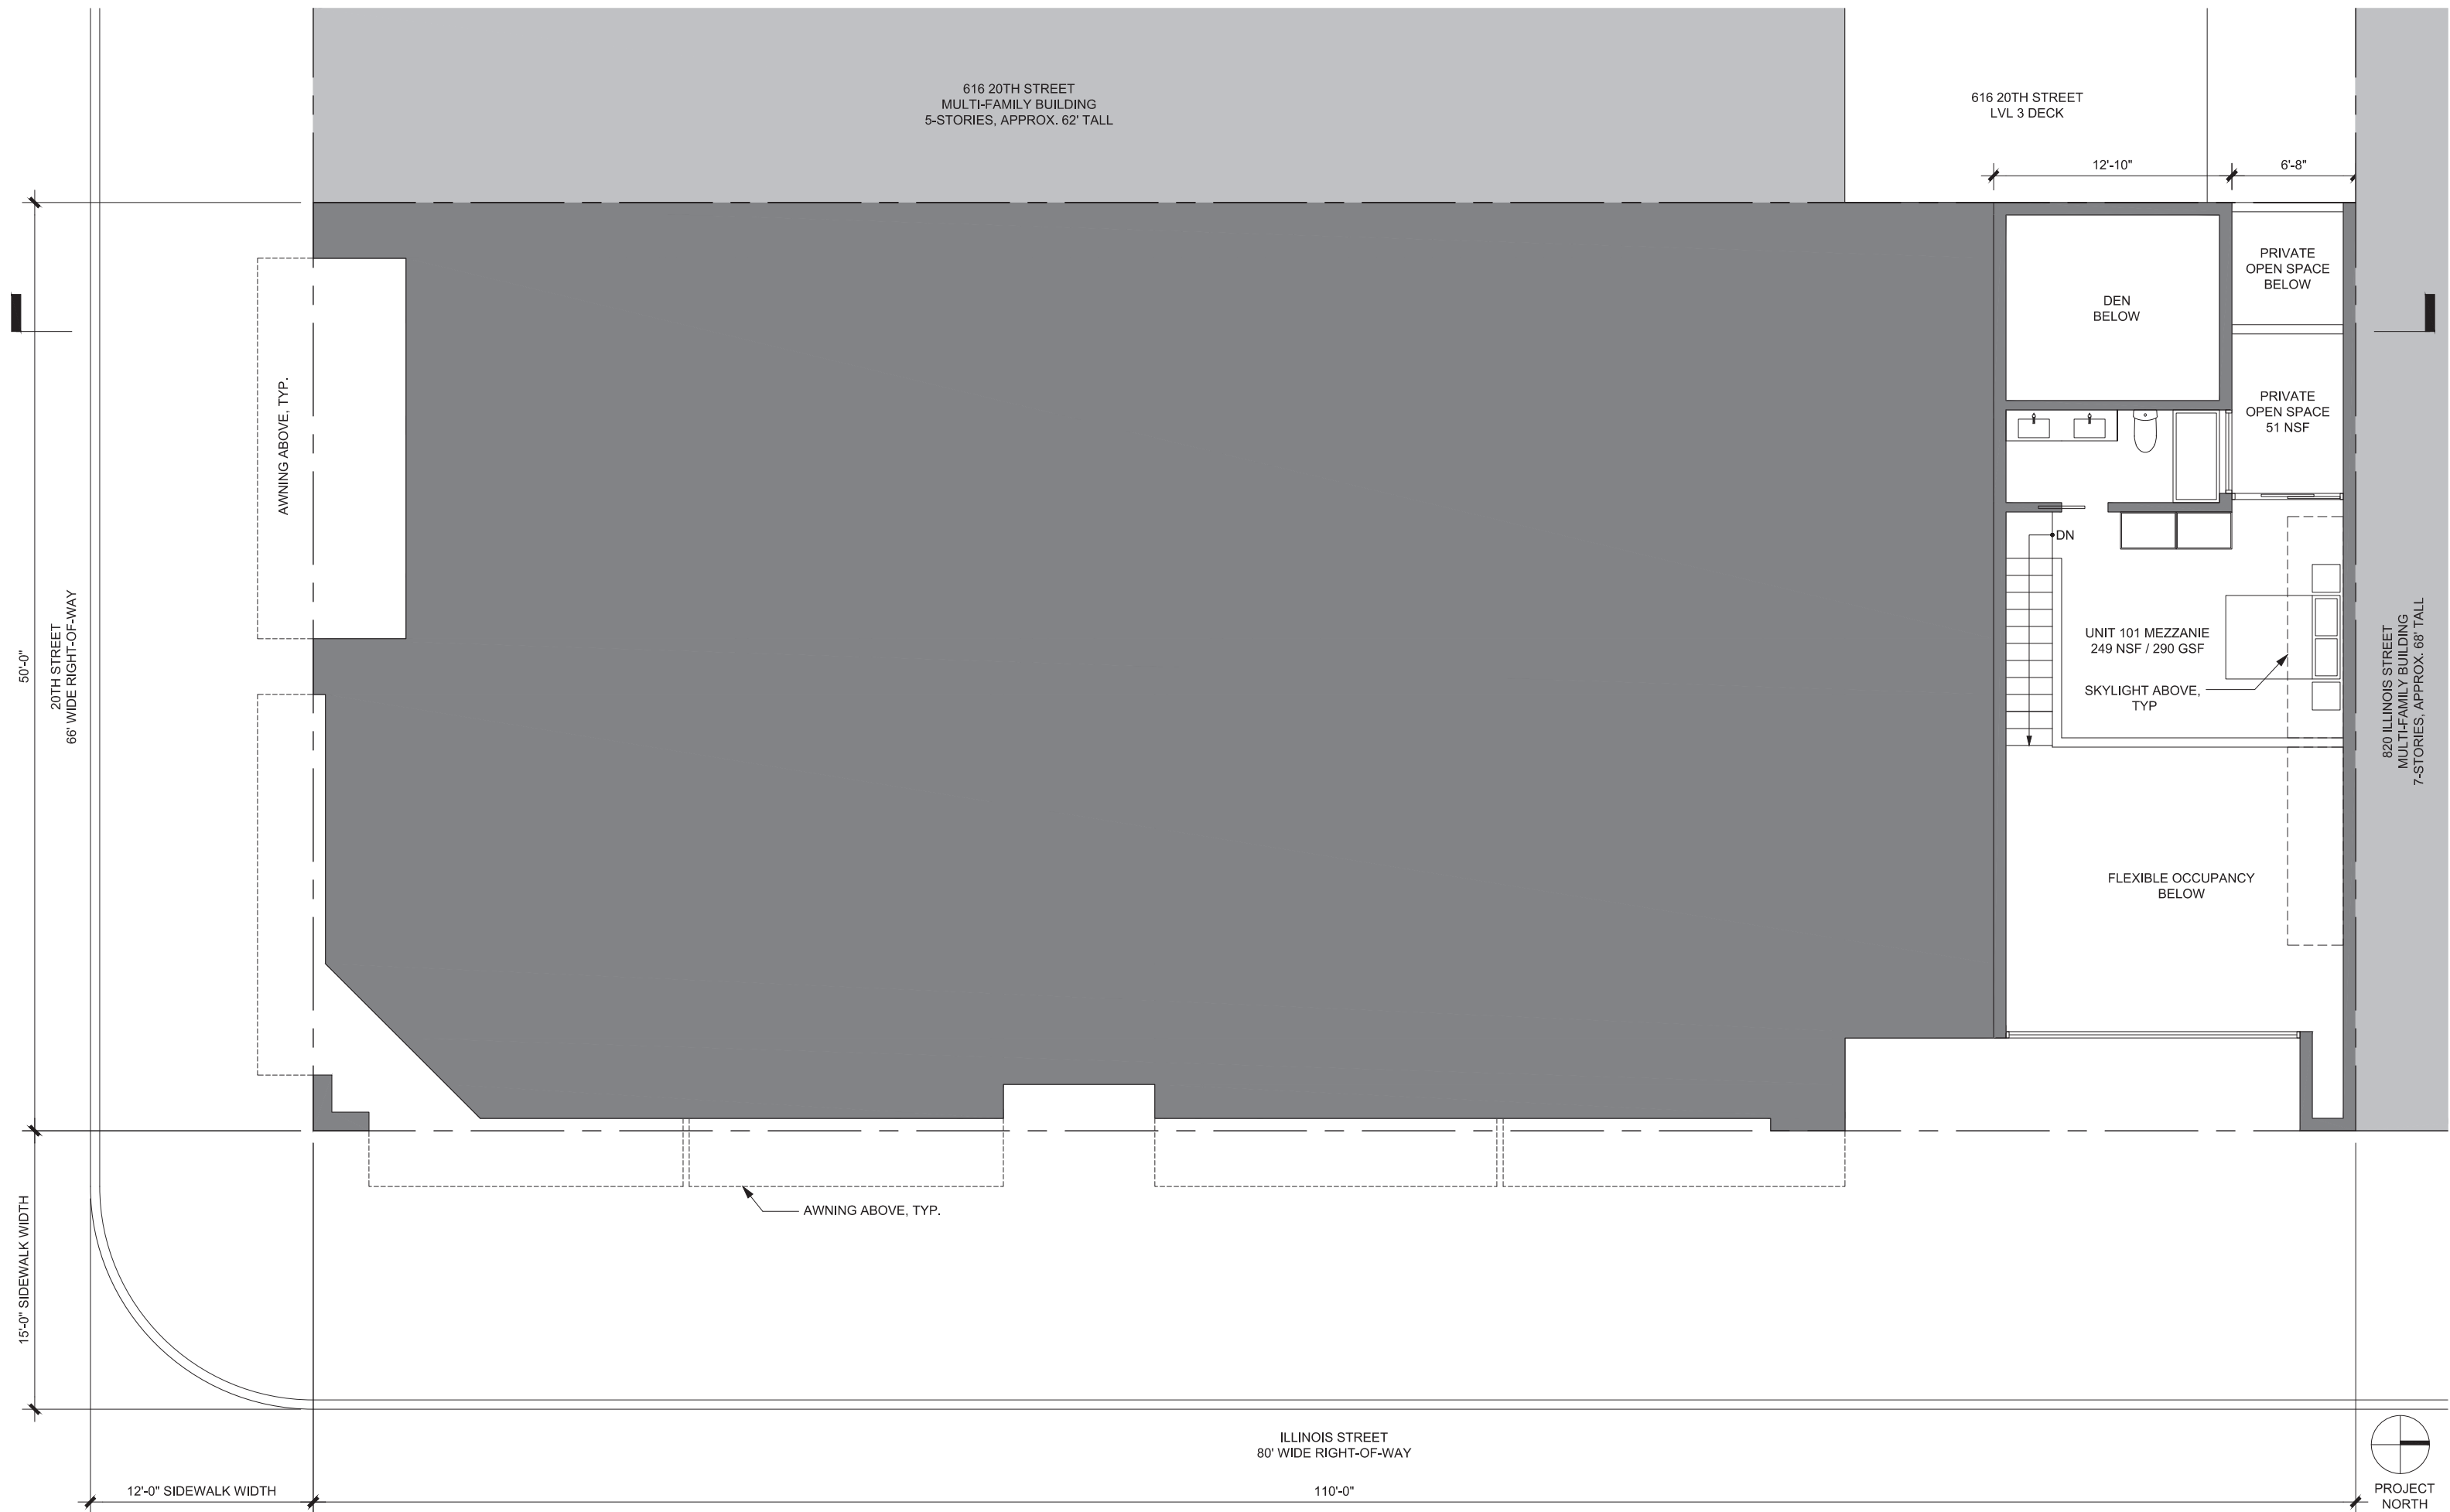 616 20TH STREET
MULTI-FAMILY BUILDING
5-STORIES, APPROX. 62' TALL
616 20TH STREET
LVL 3 DECK
12'-10"
6'-8"
PRIVATE
OPEN SPACE
BELOW
DEN
BELOW
PRIVATE
OPEN SPACE
51 NSF
AWNING ABOVE, TYP.
DN
50'-0"
20TH STREET
66' WIDE RIGHT-OF-WAY
UNIT 101 MEZZANIE
249 NSF / 290 GSF
SKYLIGHT ABOVE,
TYP
820 ILLINOIS STREET
MULTI-FAMILY BUILDING
7-STORIES, APPROX. 68' TALL
FLEXIBLE OCCUPANCY
BELOW
AWNING ABOVE, TYP.
15'-0" SIDEWALK WIDTH
ILLINOIS STREET
80' WIDE RIGHT-OF-WAY
12'-0" SIDEWALK WIDTH
110'-0"
PROJECT
NORTH